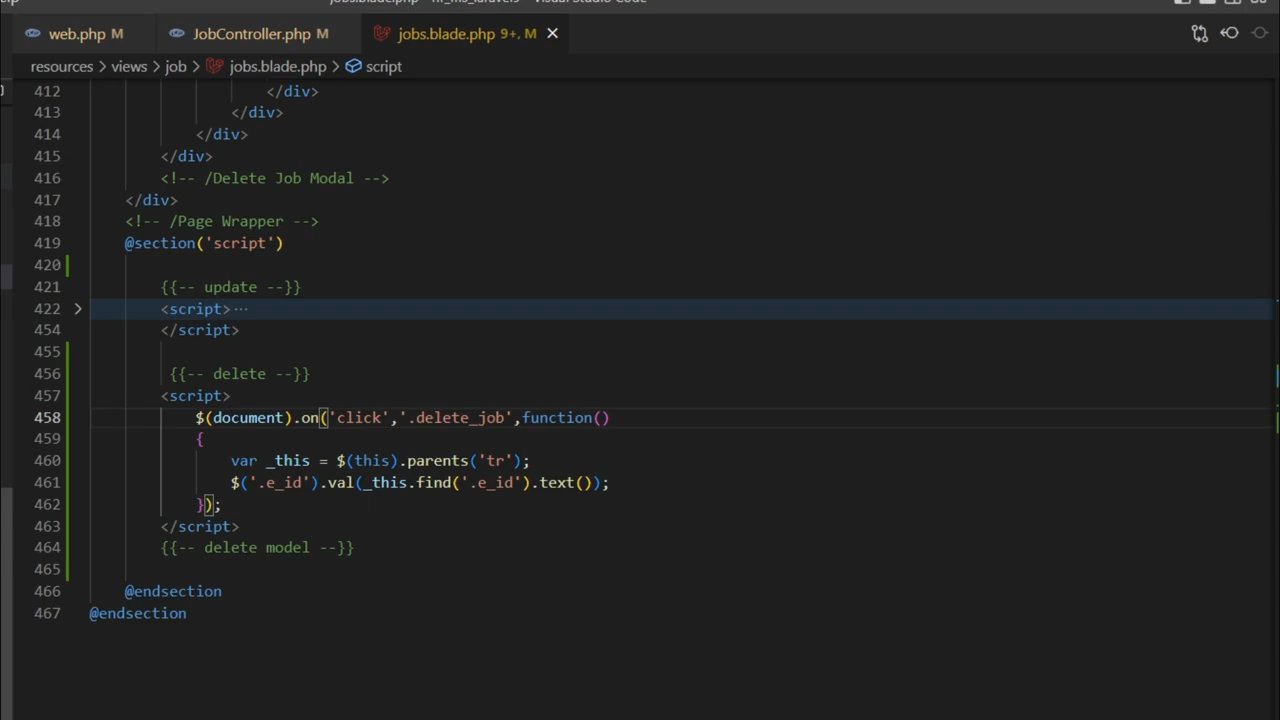 web.php M JobController.php M jobs.blade.php 9+, M
resources > views > job > jobs.blade.php > script
412 </div>
413 </div>
414 </div>
415 </div>
416 <!-- /Delete Job Modal -->
417 </div>
418 <!-- /Page Wrapper -->
419 @section('script')
420
421 {{-- update --}}
422 <script>···
454 </script>
455
456 {{-- delete --}}
457 <script>
458 $(document).on('click','.delete_job',function()
459 {
460 var _this = $(this).parents('tr');
461 $('.e_id').val(_this.find('.e_id').text());
462 });
463 </script>
464 {{-- delete model --}}
465
466 @endsection
467 @endsection